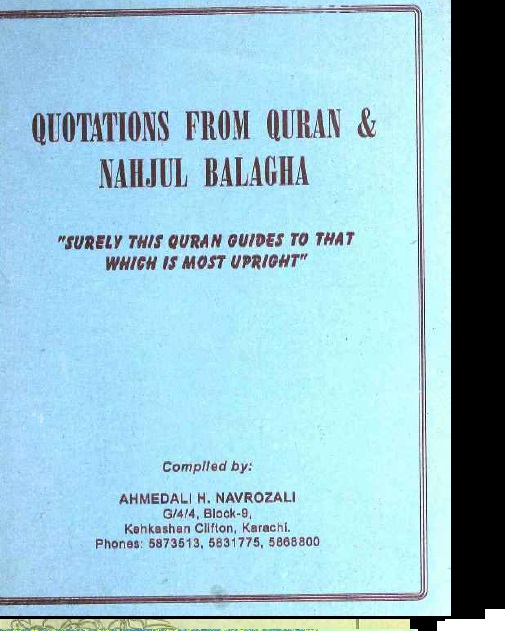 QUOTATIONS FROM QURAN &
NAHJUL BALAGHA
"SURELY THIS QURAN GUIDES TO THAT
WHICH IS MOST UPRIGHT"
Compiled by:
AHMEDALI H. NAVROZALI
G/4/4, Block-9,
Kehkashan Clifton, Karachi.
Phones: 5873513, 5831775, 5868800